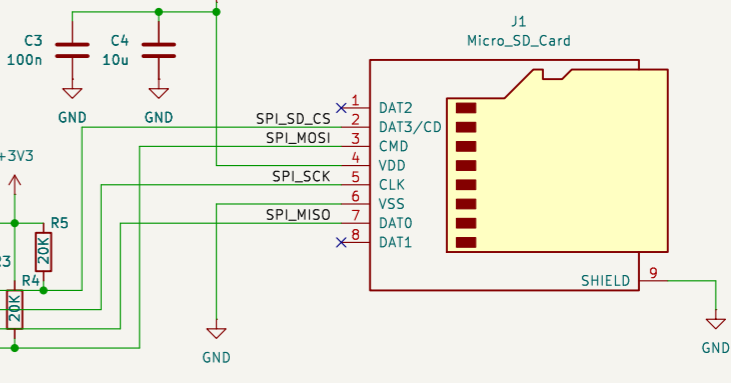 J1
Micro_SD_Card
C3
100n
C4
10u
GND
GND
1
DAT2
SPI_SD_CS
2
DAT3/CD
SPI_MOSI
3
CMD
+3V3
4
VDD
SPI_SCK
5
CLK
6
VSS
SPI_MISO
7
DAT0
8
DAT1
R5
20K
R4
20K
SHIELD
9
GND
GND